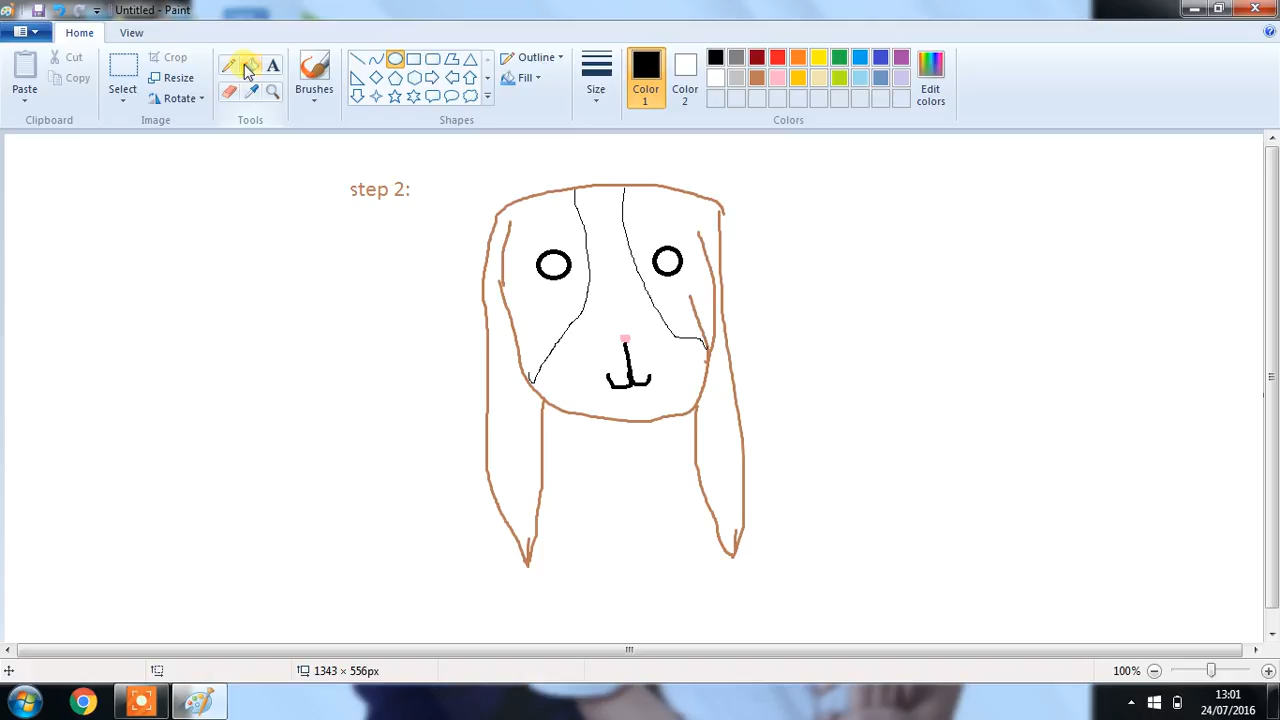 Untitled - Paint
Home
View
Paste
Cut
Copy
Clipboard
Select
Crop
Resize
Rotate
Image
A
Tools
Brushes
Outline
Fill
Shapes
Size
Color 1
Color 2
Edit colors
Colors
step 2:
1343 × 556px
100%
13:01
24/07/2016